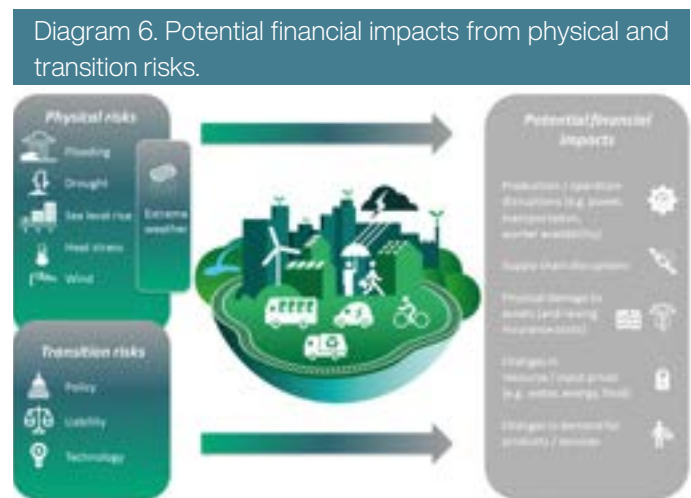 Diagram 6. Potential financial impacts from physical and
transition risks.
Physical risks
Flooding
Drought
Sea level rise
Heat stress
Wind
Extreme
weather
Transition risks
Policy
Liability
Technology
Potential financial
impacts
Production / operation
disruptions (e.g. power,
transportation,
worker availability)
Supply chain disruptions
Physical damage to
assets (and rising
insurance costs)
Changes in
resource / input prices
(e.g. water, energy, food)
Changes in demand for
products / services